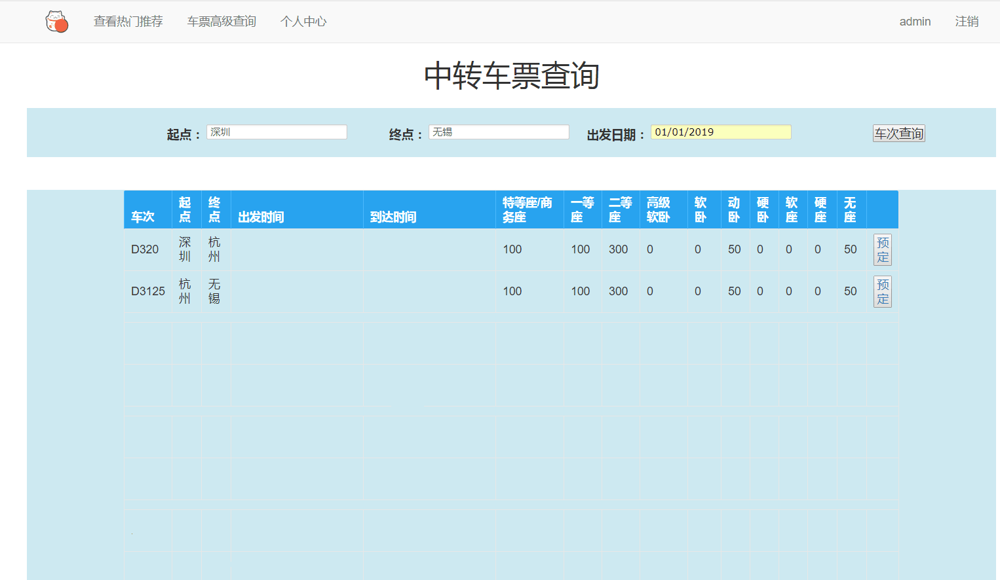 查看热门推荐 车票高级查询 个人中心 admin 注销
中转车票查询
起点： 深圳 终点： 无锡 出发日期： 01/01/2019 车次查询
车次 起点 终点 出发时间 到达时间 特等座/商务座 一等座 二等座 高级软卧 软卧 动卧 硬卧 软座 硬座 无座
D320 深圳 杭州 100 100 300 0 0 50 0 0 0 50 预定
D3125 杭州 无锡 100 100 300 0 0 50 0 0 0 50 预定